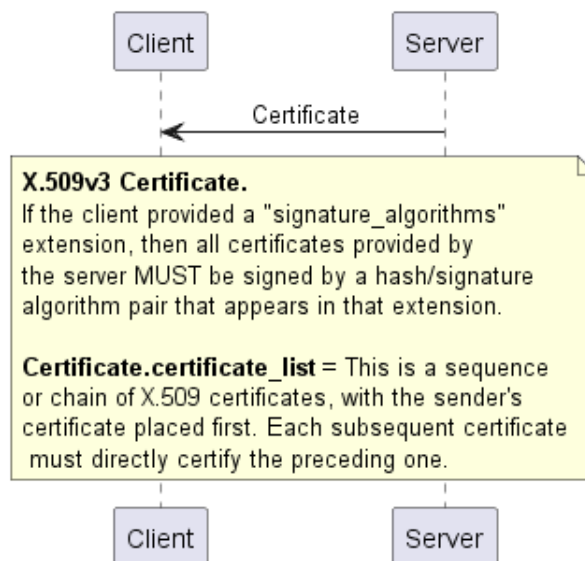 Client
Server
Certificate
X.509v3 Certificate.
If the client provided a "signature_algorithms"
extension, then all certificates provided by
the server MUST be signed by a hash/signature
algorithm pair that appears in that extension.
Certificate.certificate_list = This is a sequence
or chain of X.509 certificates, with the sender's
certificate placed first. Each subsequent certificate
must directly certify the preceding one.
Client
Server